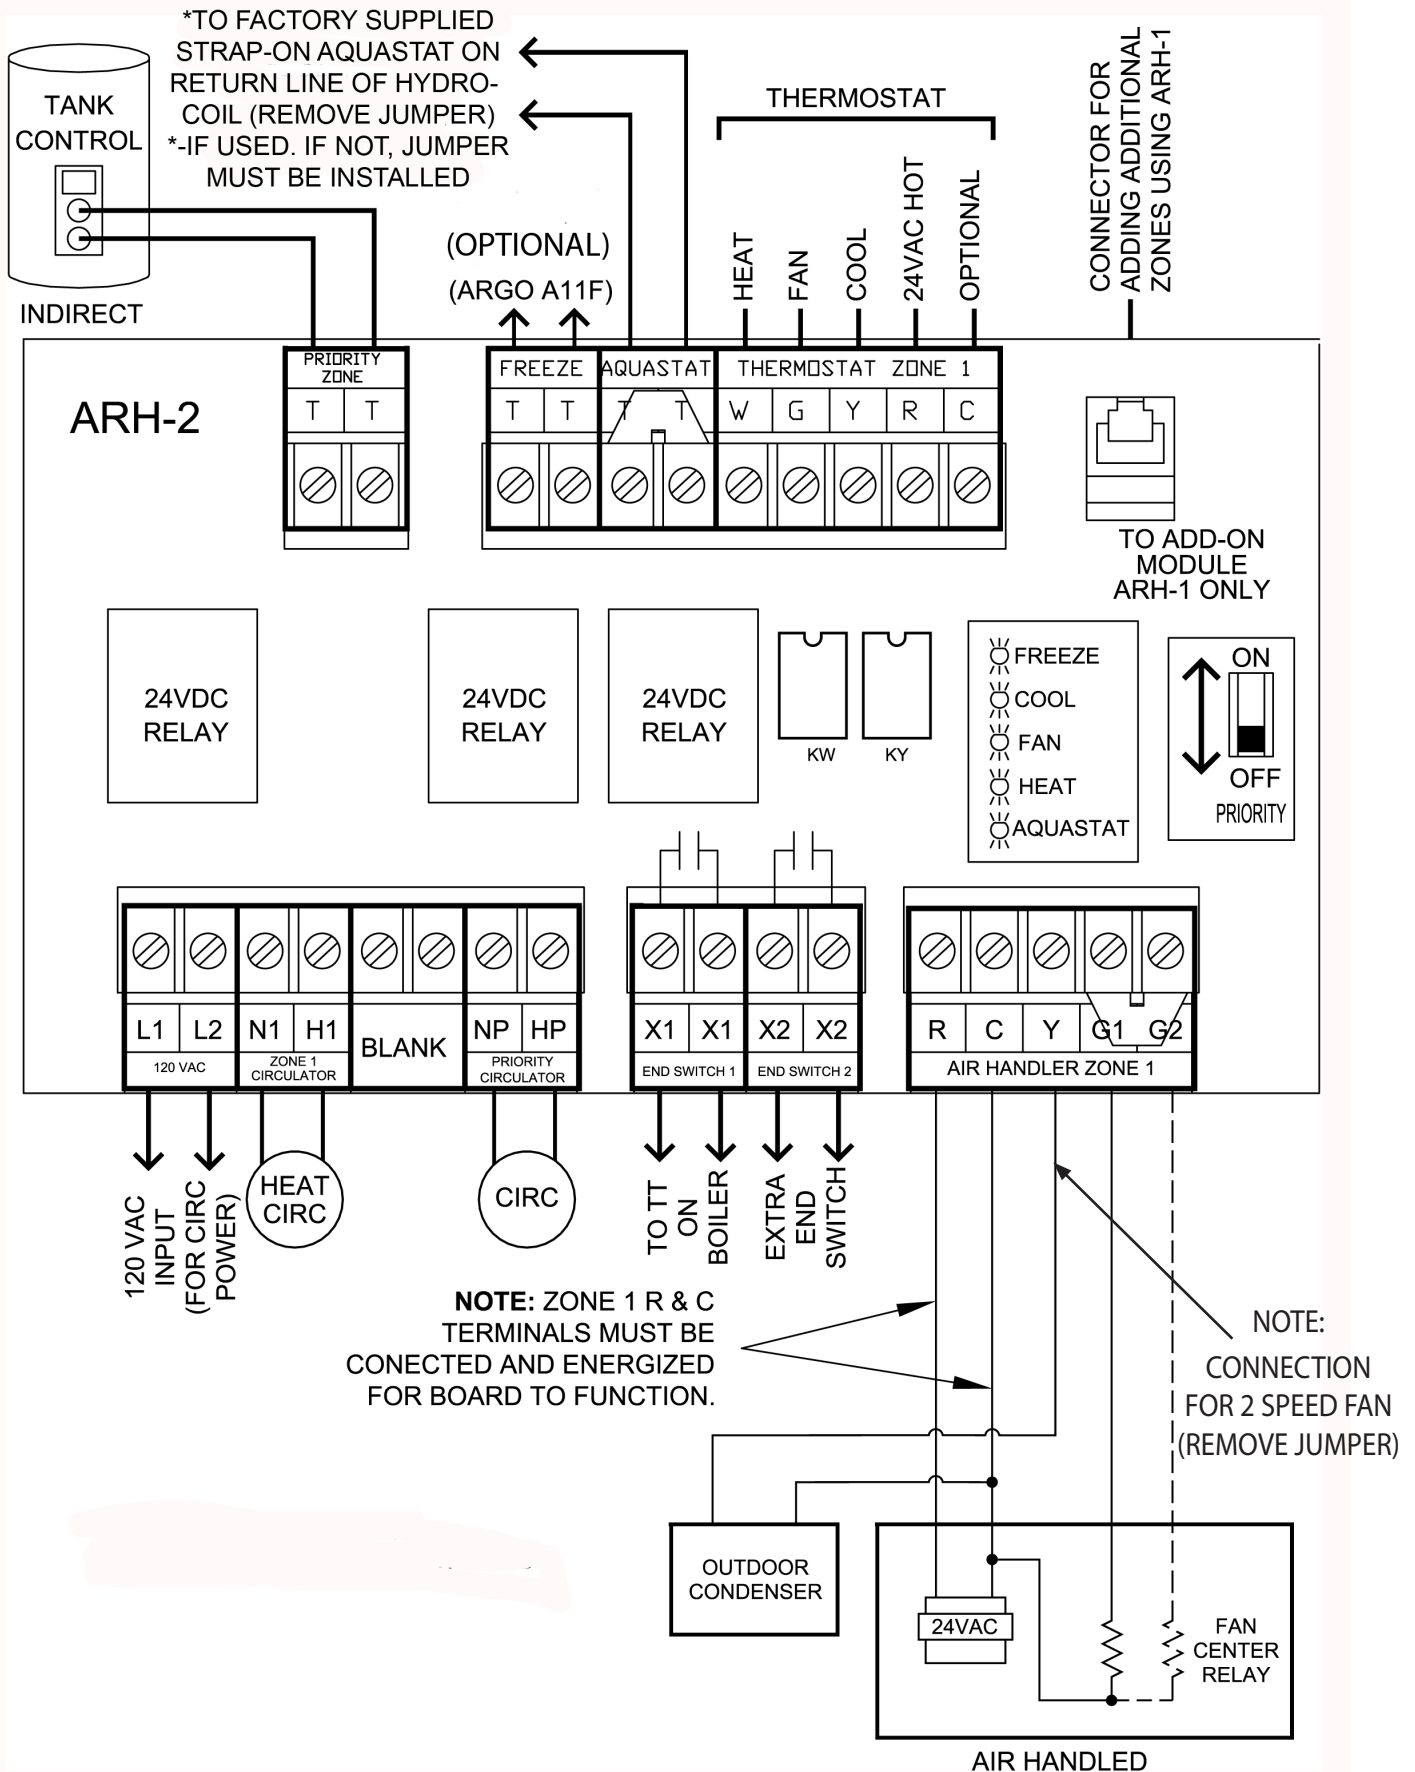 *TO FACTORY SUPPLIED
STRAP-ON AQUASTAT ON
RETURN LINE OF HYDRO-
COIL (REMOVE JUMPER)
*-IF USED. IF NOT, JUMPER
MUST BE INSTALLED
TANK
CONTROL
INDIRECT
(OPTIONAL)
(ARGO A11F)
THERMOSTAT
HEAT
FAN
COOL
24VAC HOT
OPTIONAL
CONNECTOR FOR
ADDING ADDITIONAL
ZONES USING ARH-1
ARH-2
PRIORITY
ZONE
T T
FREEZE AQUASTAT THERMOSTAT ZONE 1
T T T T W G Y R C
TO ADD-ON
MODULE
ARH-1 ONLY
24VDC
RELAY
24VDC
RELAY
24VDC
RELAY
KW
KY
FREEZE
COOL
FAN
HEAT
AQUASTAT
ON
OFF
PRIORITY
L1 L2
120 VAC
N1 H1
ZONE 1
CIRCULATOR
BLANK
NP HP
PRIORITY
CIRCULATOR
X1 X1
END SWITCH 1
X2 X2
END SWITCH 2
R C Y G1 G2
AIR HANDLER ZONE 1
120 VAC
INPUT
(FOR CIRC
POWER)
HEAT
CIRC
CIRC
TO TT
ON
BOILER
EXTRA
END
SWITCH
NOTE: ZONE 1 R & C
TERMINALS MUST BE
CONECTED AND ENERGIZED
FOR BOARD TO FUNCTION.
NOTE:
CONNECTION
FOR 2 SPEED FAN
(REMOVE JUMPER)
OUTDOOR
CONDENSER
24VAC
FAN
CENTER
RELAY
AIR HANDLED